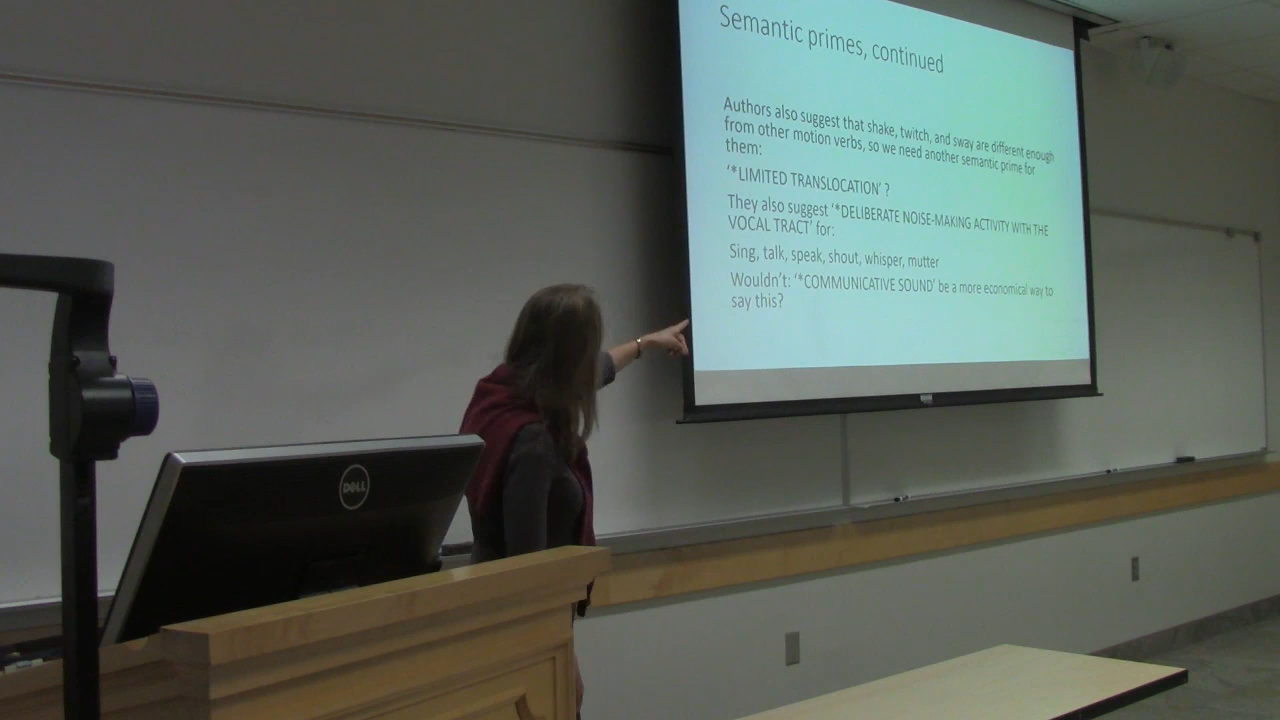 Semantic primes, continued
Authors also suggest that shake, twitch, and sway are different enough
from other motion verbs, so we need another semantic prime for
them:
‘*LIMITED TRANSLOCATION’ ?
They also suggest ‘*DELIBERATE NOISE-MAKING ACTIVITY WITH THE
VOCAL TRACT’ for:
Sing, talk, speak, shout, whisper, mutter
Wouldn’t: ‘*COMMUNICATIVE SOUND’ be a more economical way to
say this?
DELL